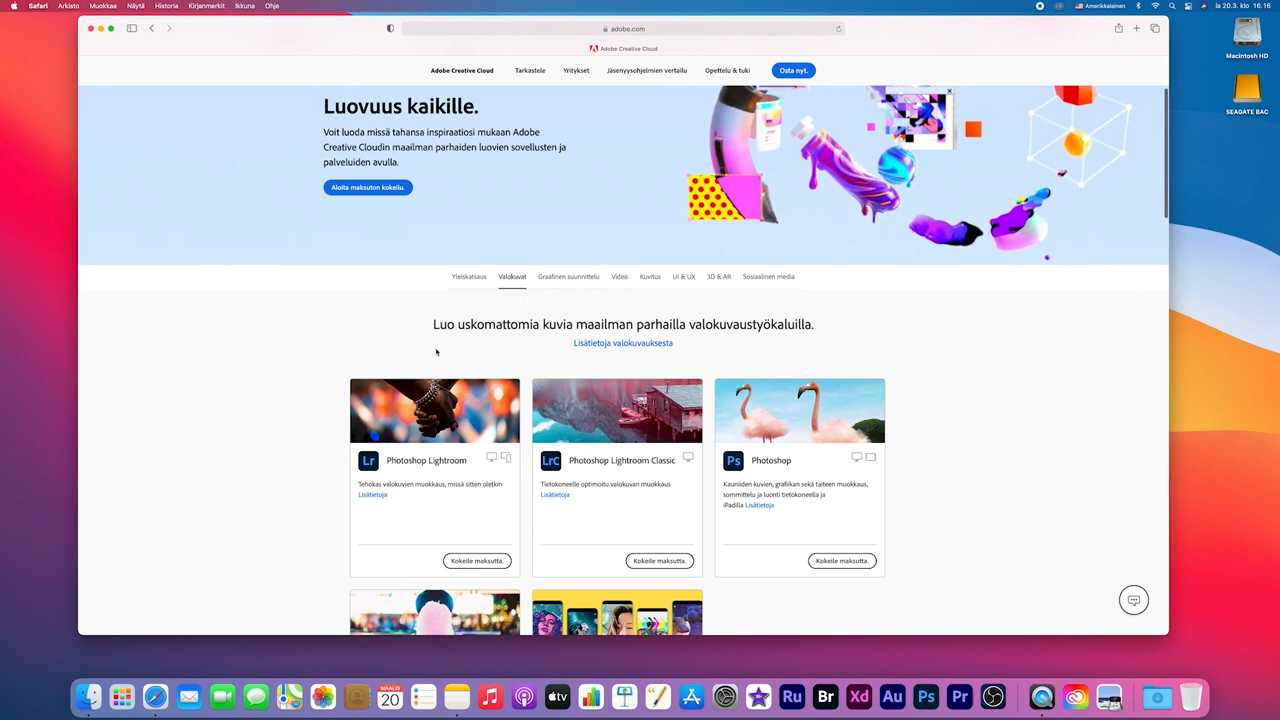 Safari Arkisto Muokkaa Näytä Historia Kirjanmerkit Ikkuna Ohje
Amerikkalainen
la 20.3. klo 16.16
adobe.com
Adobe Creative Cloud
Adobe Creative Cloud Tarkastele Yritykset Jäsenyysohjelmien vertailu Opettelu & tuki Osta nyt.
Macintosh HD
SEAGATE BAC
Luovuus kaikille.
Voit luoda missä tahansa inspiraatiosi mukaan Adobe
Creative Cloudin maailman parhaiden luovien sovellusten ja
palveluiden avulla.
Aloita maksuton kokeilu.
Yleiskatsaus Valokuvat Graafinen suunnittelu Video Kuvitus UI & UX 3D & AR Sosiaalinen media
Luo uskomattomia kuvia maailman parhailla valokuvaustyökaluilla.
Lisätietoja valokuvauksesta
Lr Photoshop Lightroom
Tehokas valokuvien muokkaus, missä sitten oletkin
Lisätietoja
Kokeile maksutta.
LrC Photoshop Lightroom Classic
Tietokoneelle optimoitu valokuvan muokkaus
Lisätietoja
Kokeile maksutta.
Ps Photoshop
Kauniiden kuvien, grafiikan sekä taiteen muokkaus,
sommittelu ja luonti tietokoneella ja
iPadilla Lisätietoja
Kokeile maksutta.
MAALIS
20
tv
Ru Br Xd Au Ps Pr